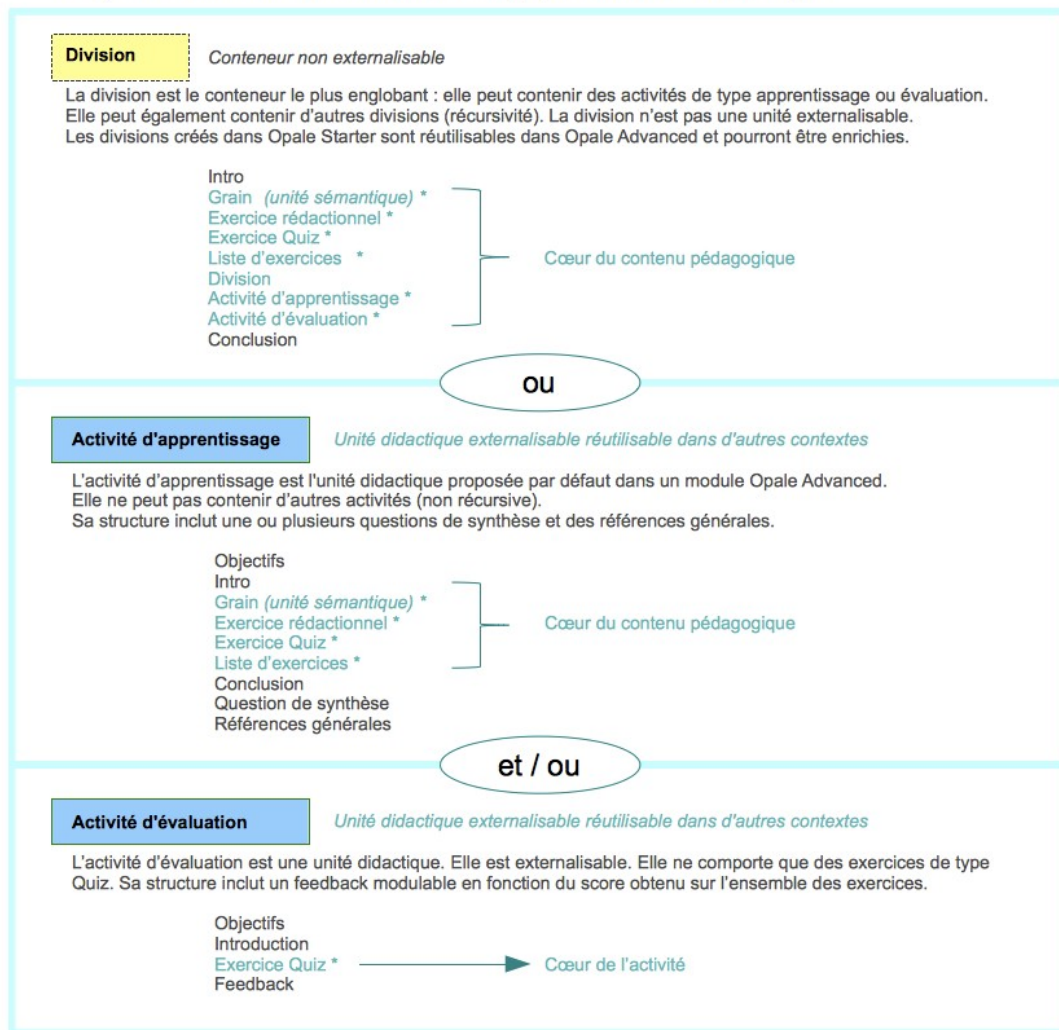 Division
Conteneur non externalisable
La division est le conteneur le plus englobant : elle peut contenir des activités de type apprentissage ou évaluation.
Elle peut également contenir d'autres divisions (récursivité). La division n'est pas une unité externalisable.
Les divisions créés dans Opale Starter sont réutilisables dans Opale Advanced et pourront être enrichies.
Intro
Grain (unité sémantique) *
Exercice rédactionnel *
Exercice Quiz *
Liste d'exercices *
Division
Activité d'apprentissage *
Activité d'évaluation *
Conclusion
Cœur du contenu pédagogique
ou
Activité d'apprentissage
Unité didactique externalisable réutilisable dans d'autres contextes
L'activité d'apprentissage est l'unité didactique proposée par défaut dans un module Opale Advanced.
Elle ne peut pas contenir d'autres activités (non récursive).
Sa structure inclut une ou plusieurs questions de synthèse et des références générales.
Objectifs
Intro
Grain (unité sémantique) *
Exercice rédactionnel *
Exercice Quiz *
Liste d'exercices *
Conclusion
Question de synthèse
Références générales
Cœur du contenu pédagogique
et / ou
Activité d'évaluation
Unité didactique externalisable réutilisable dans d'autres contextes
L'activité d'évaluation est une unité didactique. Elle est externalisable. Elle ne comporte que des exercices de type
Quiz. Sa structure inclut un feedback modulable en fonction du score obtenu sur l'ensemble des exercices.
Objectifs
Introduction
Exercice Quiz *
Feedback
Cœur de l'activité